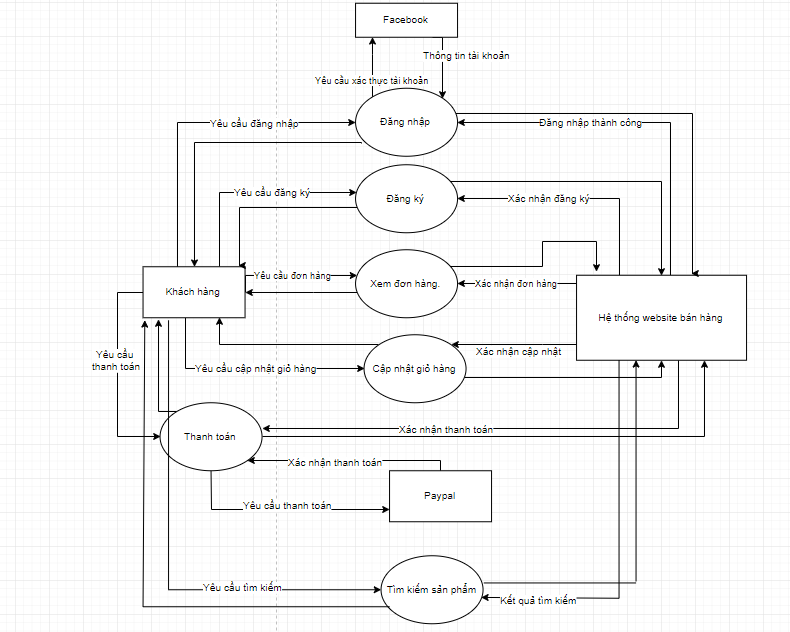 Facebook
Thông tin tài khoản
Yêu cầu xác thực tài khoản
Đăng nhập
Yêu cầu đăng nhập
Đăng nhập thành công
Đăng ký
Yêu cầu đăng ký
Xác nhận đăng ký
Yêu cầu đơn hàng
Xem đơn hàng.
Xác nhận đơn hàng
Khách hàng
Hệ thống website bán hàng
Xác nhận cập nhật
Yêu cầu
thanh toán
Yêu cầu cập nhật giỏ hàng
Cập nhật giỏ hàng
Thanh toán
Xác nhận thanh toán
Xác nhận thanh toán
Paypal
Yêu cầu thanh toán
Yêu cầu tìm kiếm
Tìm kiếm sản phẩm
Kết quả tìm kiếm